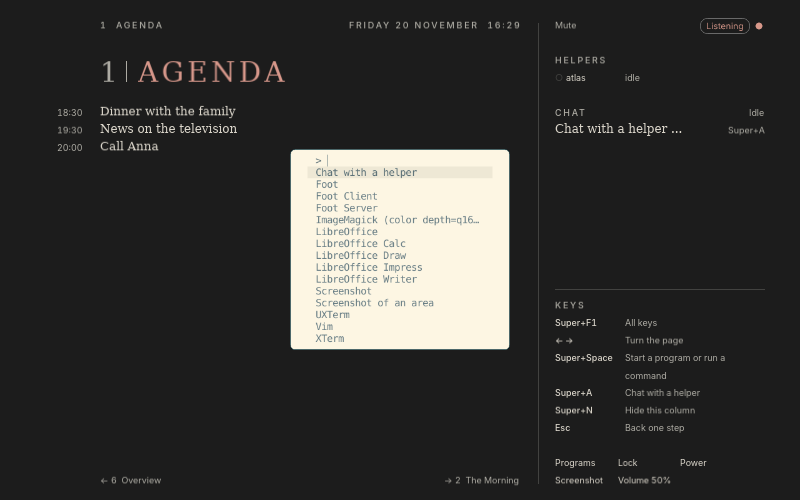 1 AGENDA
FRIDAY 20 NOVEMBER 16:29
1 AGENDA
18:30 Dinner with the family
19:30 News on the television
20:00 Call Anna
>
Chat with a helper
Foot
Foot Client
Foot Server
ImageMagick (color depth=q16…
LibreOffice
LibreOffice Calc
LibreOffice Draw
LibreOffice Impress
LibreOffice Writer
Screenshot
Screenshot of an area
UXTerm
Vim
XTerm
← 6 Overview
→ 2 The Morning
Mute Listening
HELPERS
atlas idle
CHAT Idle
Chat with a helper ... Super+A
KEYS
Super+F1 All keys
← → Turn the page
Super+Space Start a program or run a
command
Super+A Chat with a helper
Super+N Hide this column
Esc Back one step
Programs Lock Power
Screenshot Volume 50%